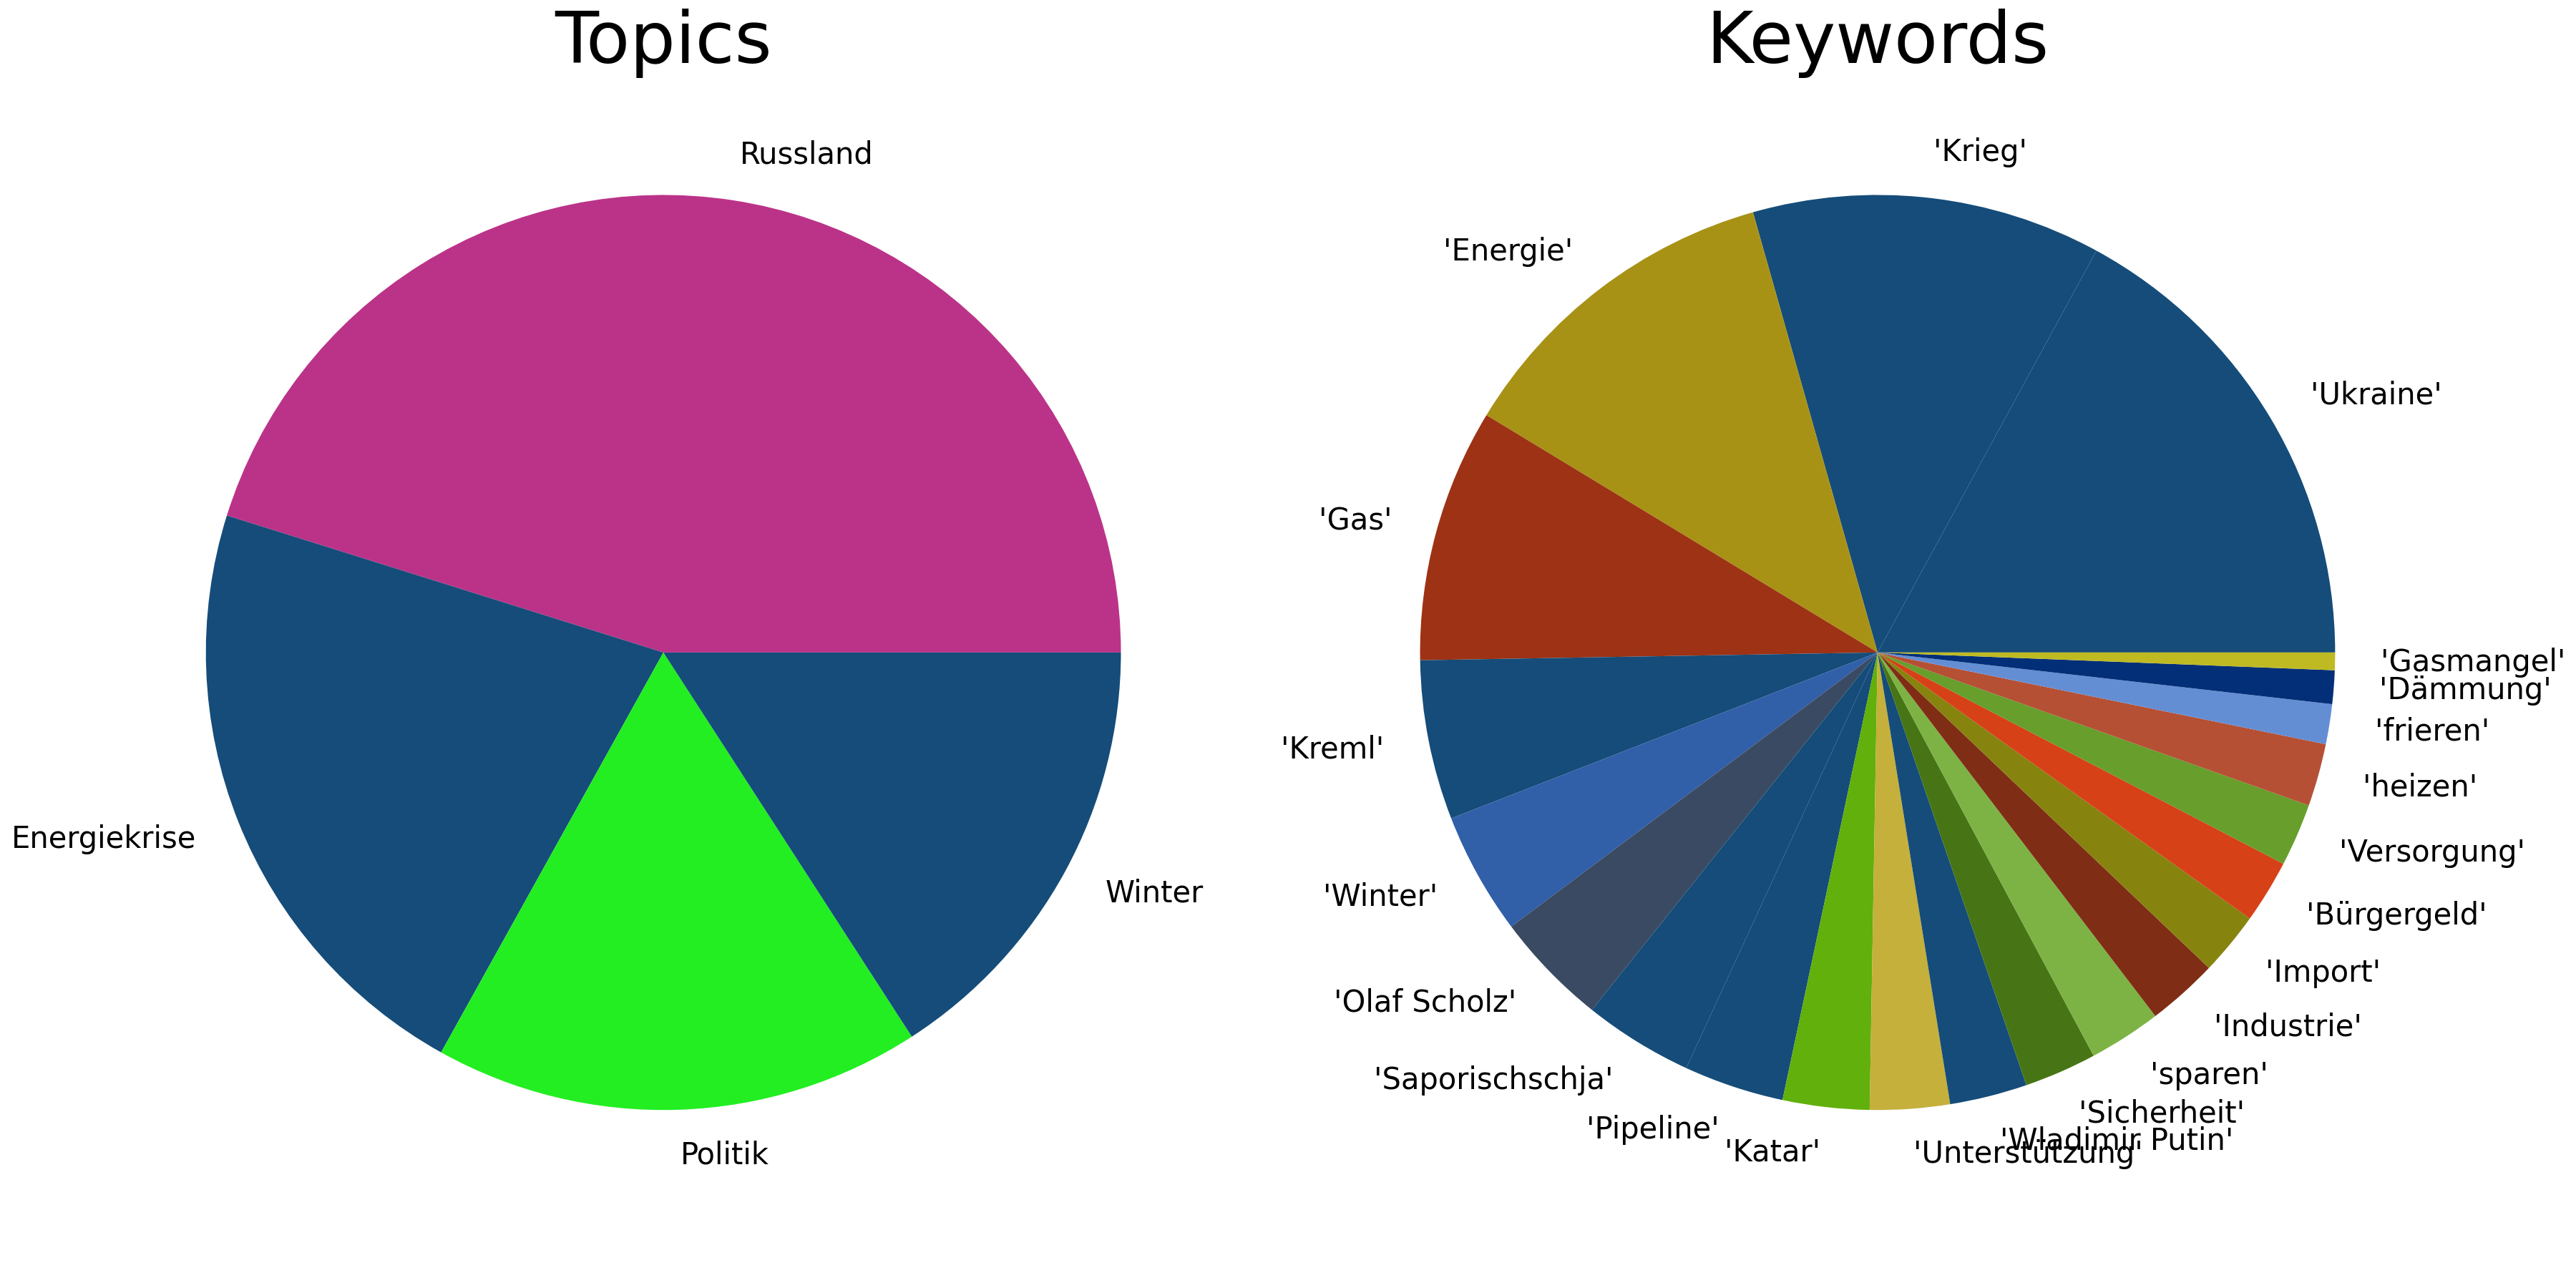 Topics
Russland
Energiekrise
Politik
Winter
Keywords
'Krieg'
'Energie'
'Ukraine'
'Gas'
'Kreml'
'Winter'
'Olaf Scholz'
'Saporischschja'
'Pipeline'
'Katar'
'Unterstützung'
'Wladimir Putin'
'Sicherheit'
'sparen'
'Industrie'
'Import'
'Bürgergeld'
'Versorgung'
'heizen'
'frieren'
'Dämmung'
'Gasmangel'